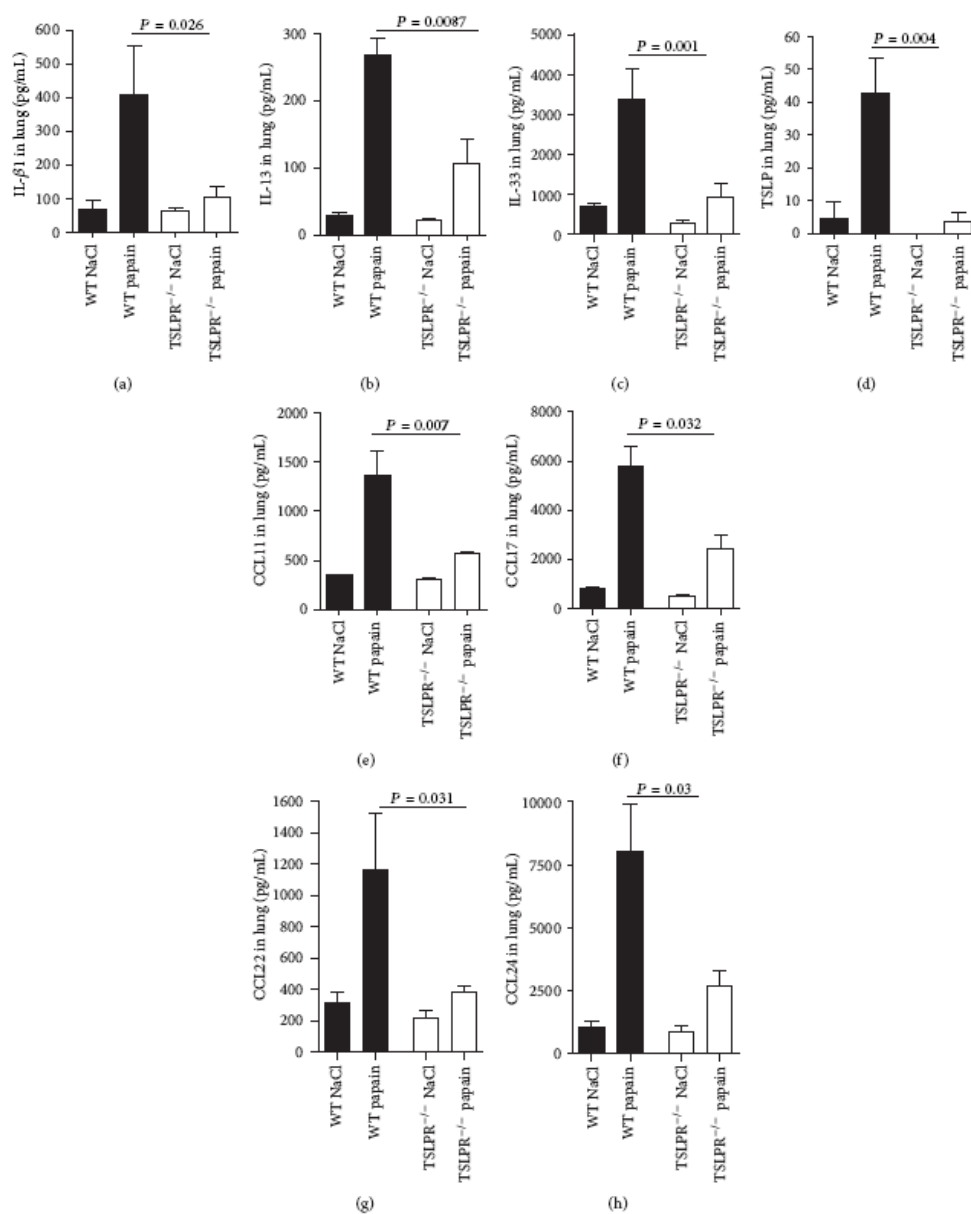 P = 0.026
600
500
400
300
200
100
0
IL-β1 in lung (pg/mL)
WT NaCl
WT papain
TSLPR−/− NaCl
TSLPR−/− papain
(a)
P = 0.0087
300
200
100
0
IL-13 in lung (pg/mL)
WT NaCl
WT papain
TSLPR−/− NaCl
TSLPR−/− papain
(b)
P = 0.001
5000
4000
3000
2000
1000
0
IL-33 in lung (pg/mL)
WT NaCl
WT papain
TSLPR−/− NaCl
TSLPR−/− papain
(c)
P = 0.004
60
50
40
30
20
10
0
TSLP in lung (pg/mL)
WT NaCl
WT papain
TSLPR−/− NaCl
TSLPR−/− papain
(d)
P = 0.007
2000
1500
1000
500
0
CCL11 in lung (pg/mL)
WT NaCl
WT papain
TSLPR−/− NaCl
TSLPR−/− papain
(e)
P = 0.032
8000
6000
4000
2000
0
CCL17 in lung (pg/mL)
WT NaCl
WT papain
TSLPR−/− NaCl
TSLPR−/− papain
(f)
P = 0.031
1600
1400
1200
1000
800
600
400
200
0
CCL22 in lung (pg/mL)
WT NaCl
WT papain
TSLPR−/− NaCl
TSLPR−/− papain
(g)
P = 0.03
10000
7500
5000
2500
0
CCL24 in lung (pg/mL)
WT NaCl
WT papain
TSLPR−/− NaCl
TSLPR−/− papain
(h)